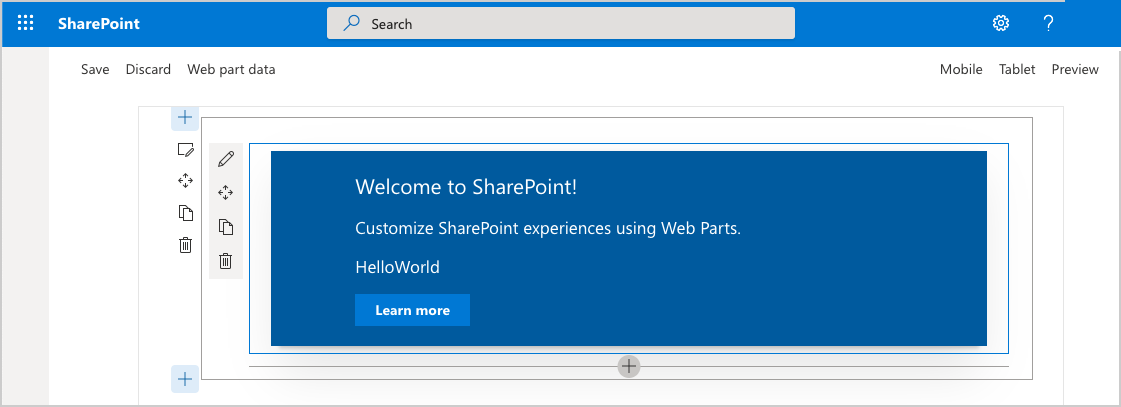 SharePoint
Search
?
Save Discard Web part data
Mobile Tablet Preview
Welcome to SharePoint!
Customize SharePoint experiences using Web Parts.
HelloWorld
Learn more